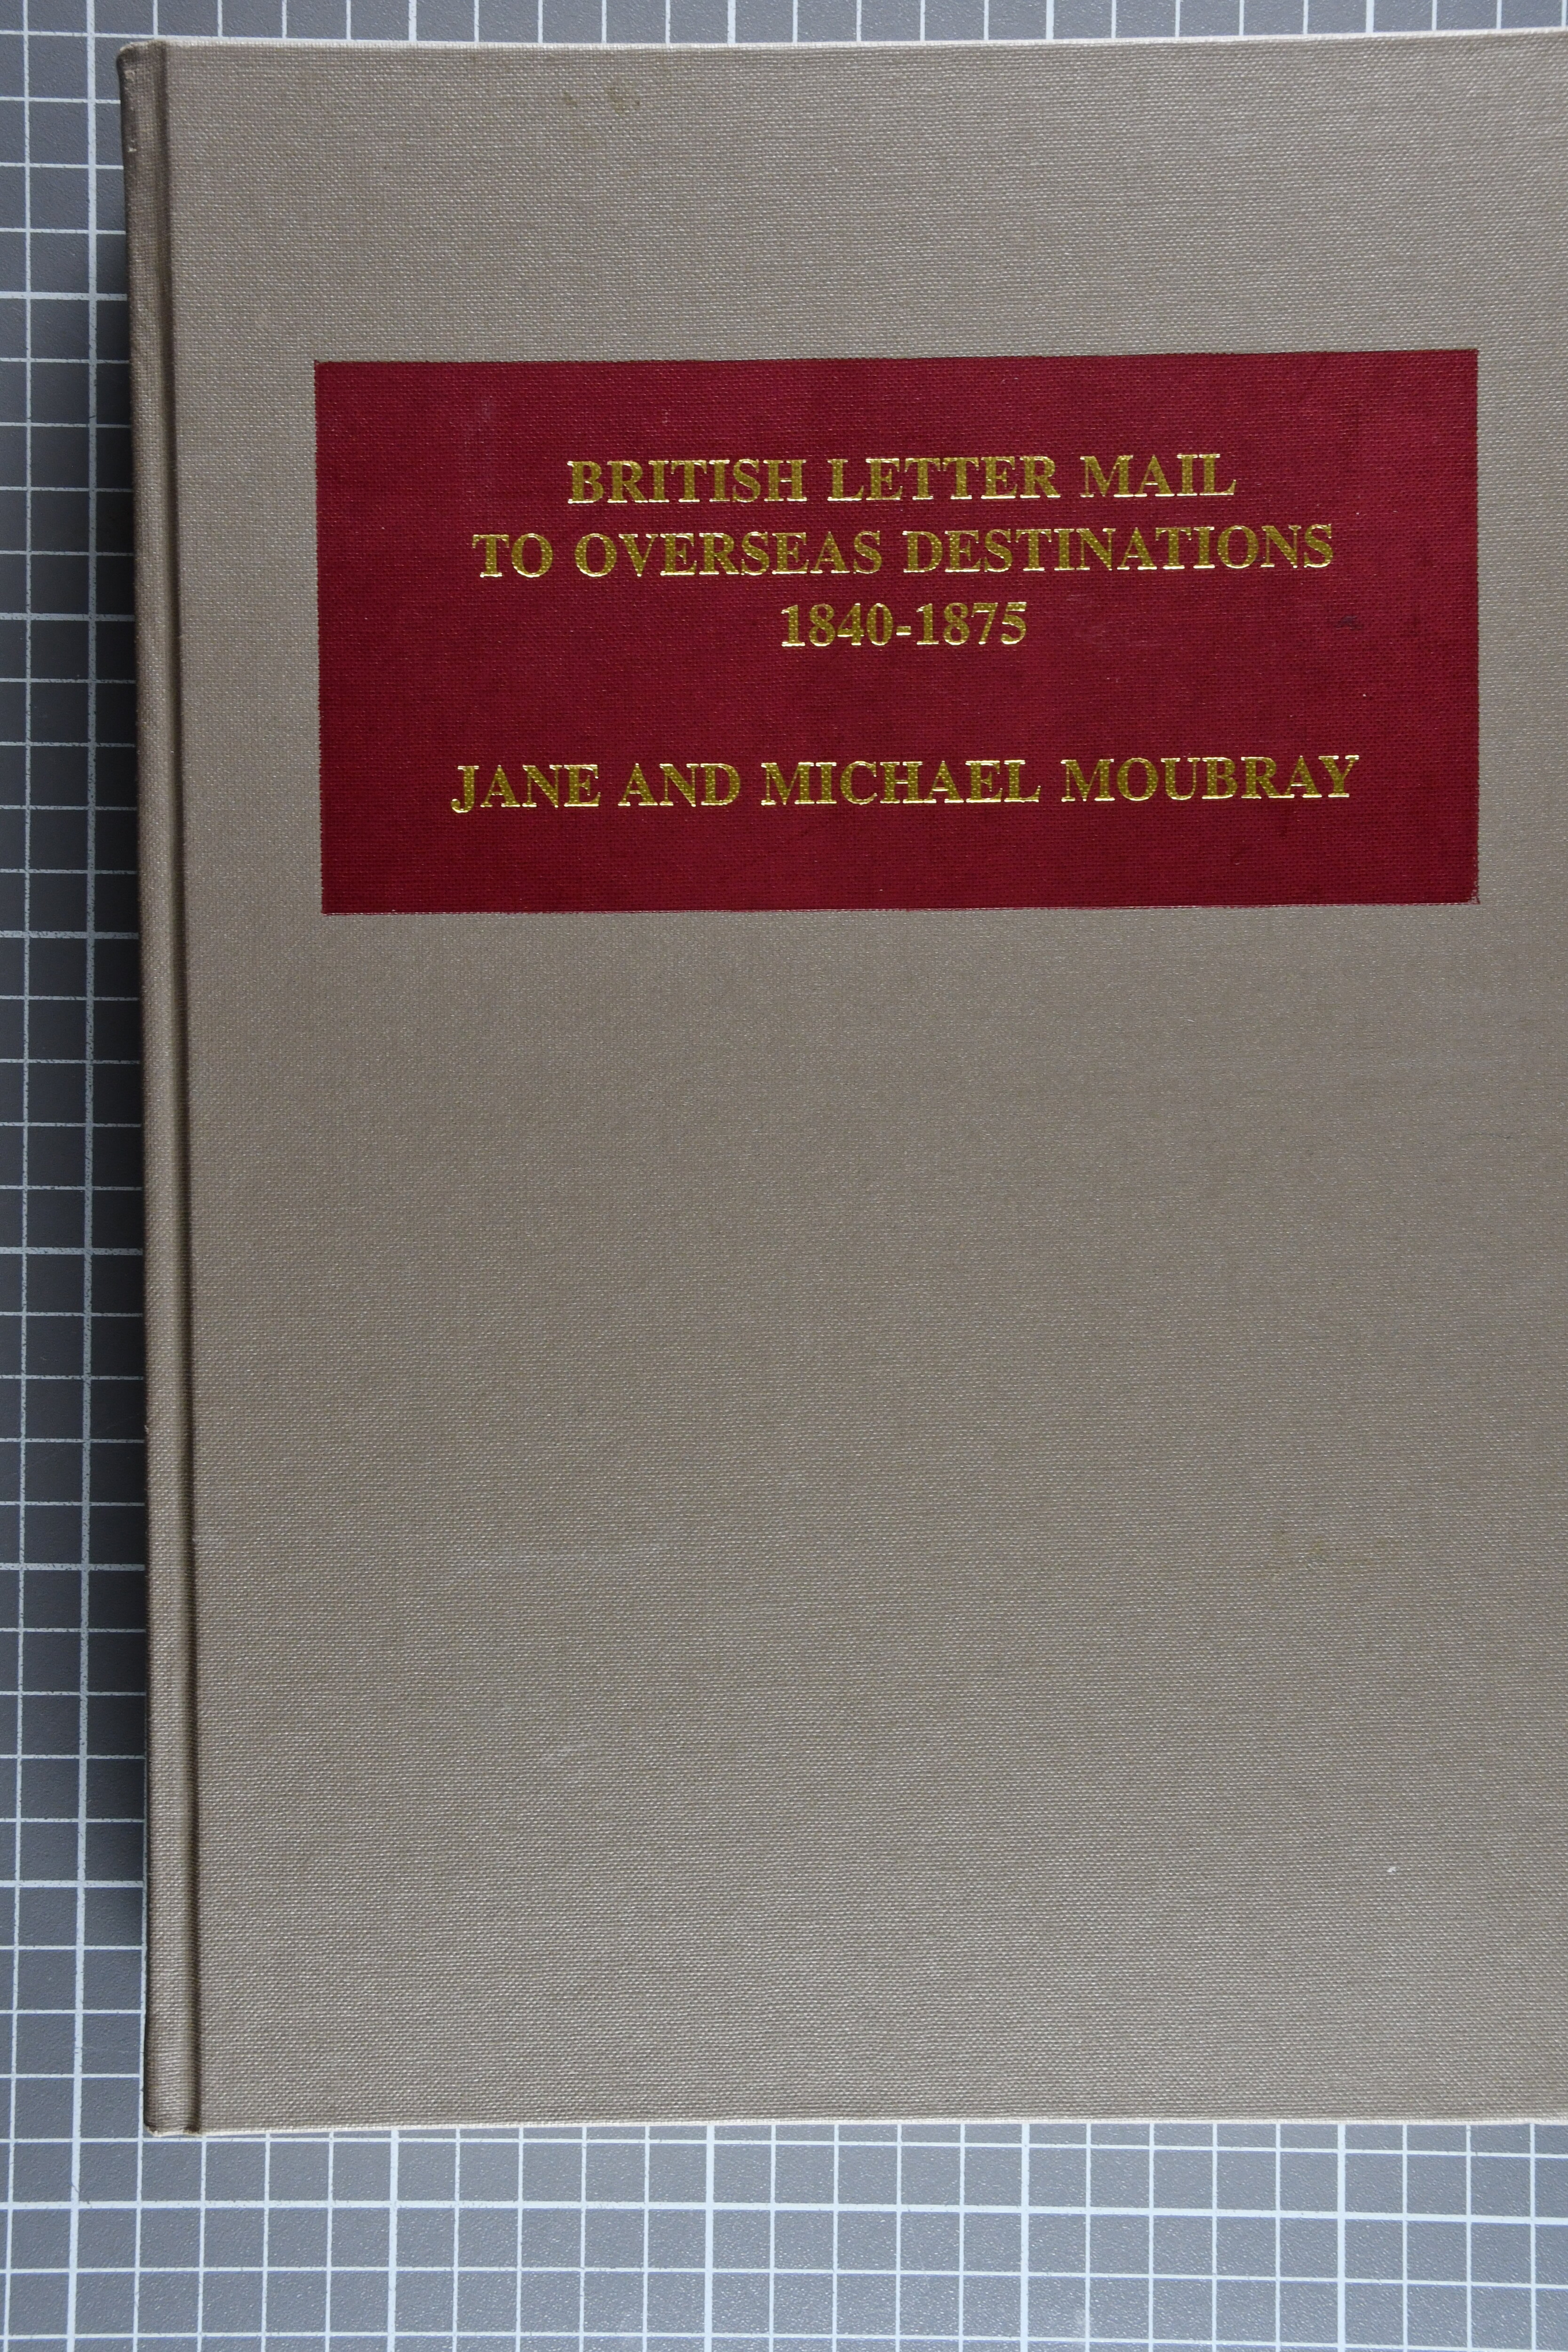 BRITISH LETTER MAIL
TO OVERSEAS DESTINATIONS
1840-1875
JANE AND MICHAEL MOUBRAY